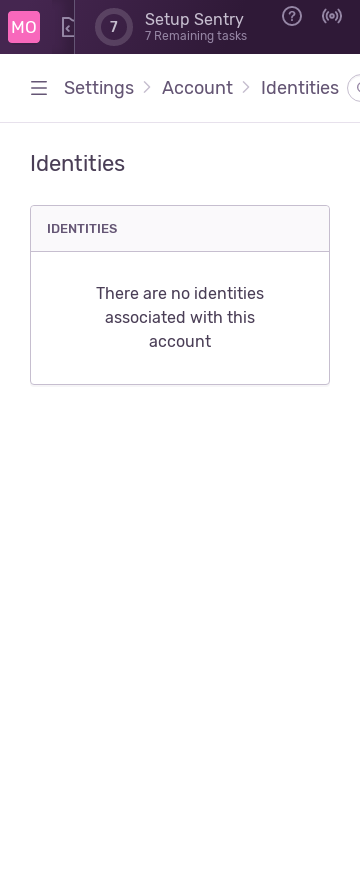 MO
7
Setup Sentry
7 Remaining tasks
Settings
Account
Identities
Identities
IDENTITIES
There are no identities
associated with this
account